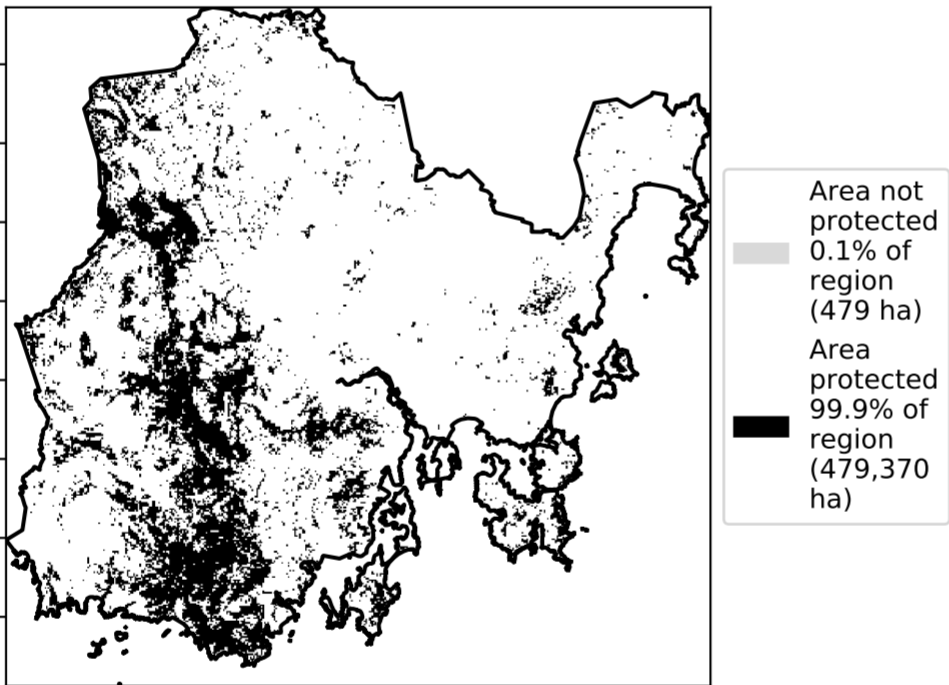 Area not
protected
0.1% of
region
(479 ha)
Area
protected
99.9% of
region
(479,370
ha)